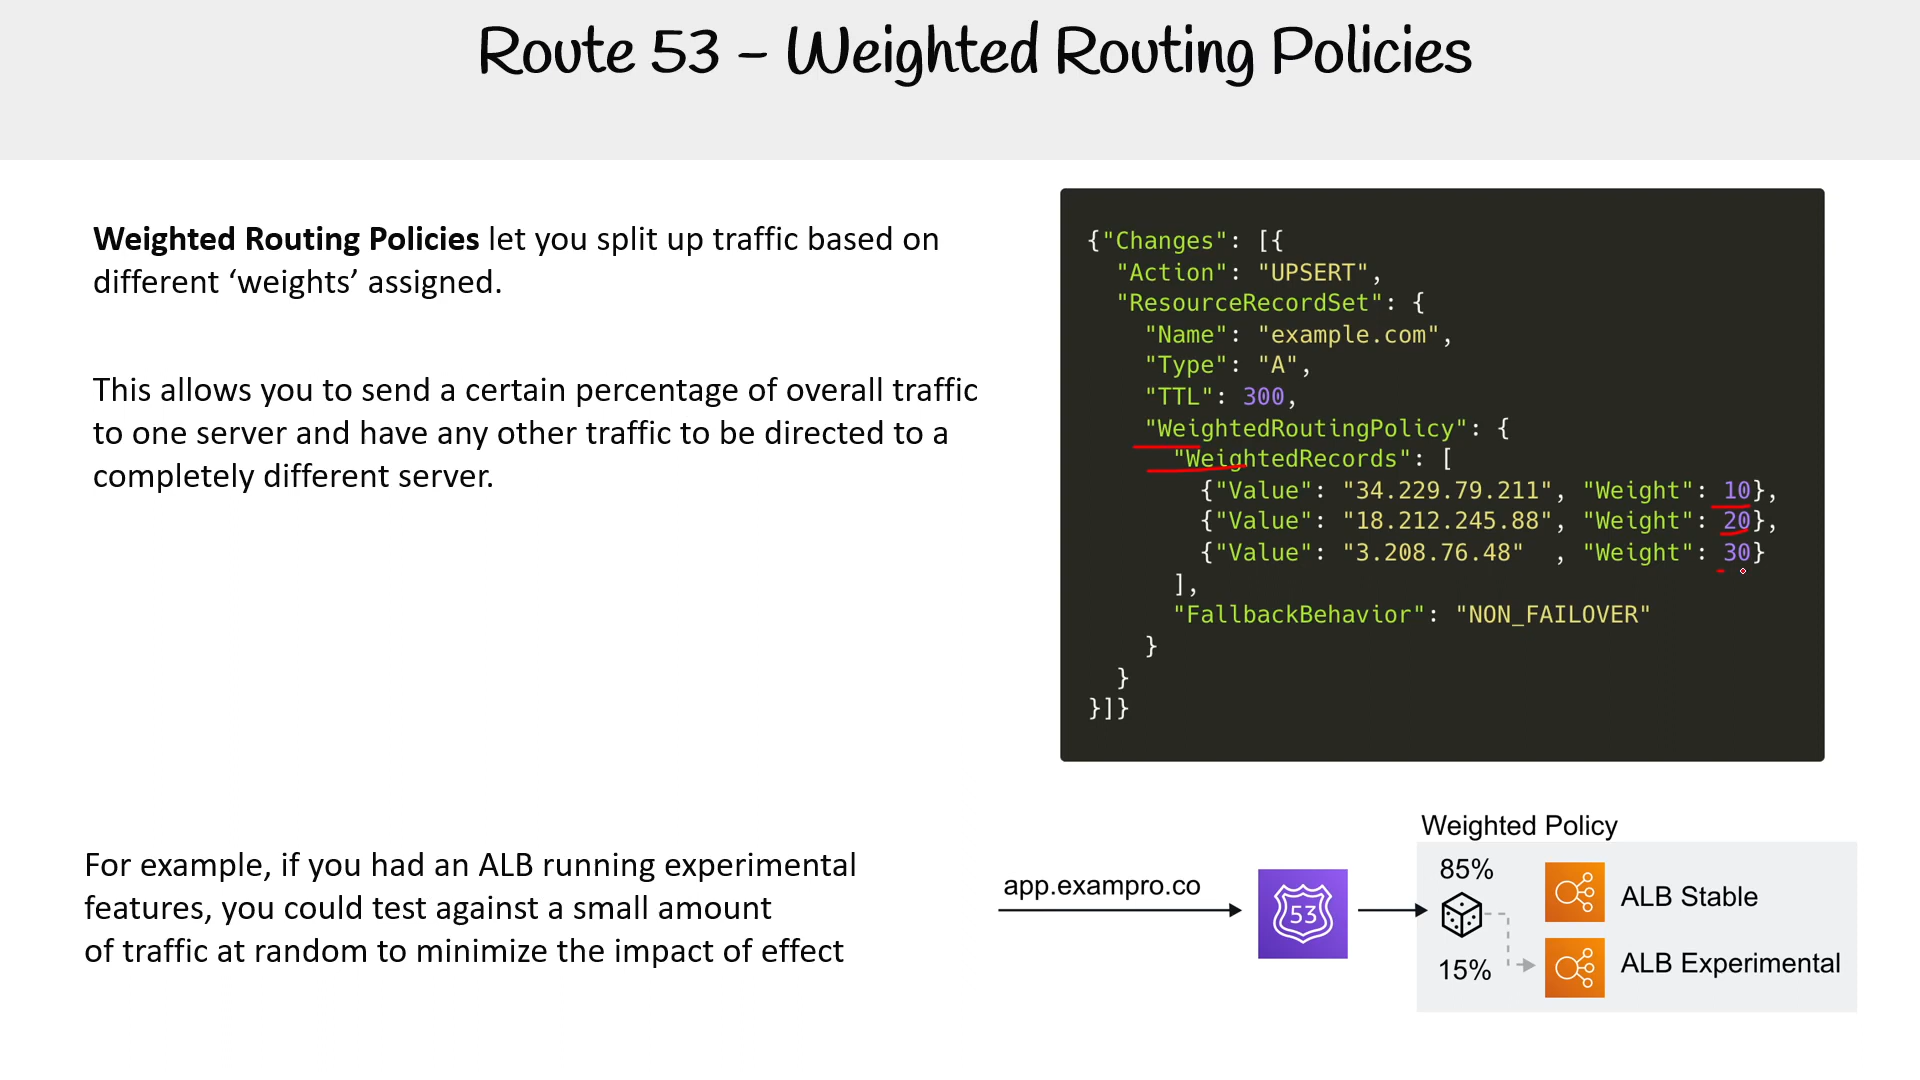 Route 53 – Weighted Routing Policies
Weighted Routing Policies let you split up traffic based on
different ‘weights’ assigned.
This allows you to send a certain percentage of overall traffic
to one server and have any other traffic to be directed to a
completely different server.
{"Changes": [{
  "Action": "UPSERT",
  "ResourceRecordSet": {
    "Name": "example.com",
    "Type": "A",
    "TTL": 300,
    "WeightedRoutingPolicy": {
      "WeightedRecords": [
        {"Value": "34.229.79.211", "Weight": 10},
        {"Value": "18.212.245.88", "Weight": 20},
        {"Value": "3.208.76.48"  , "Weight": 30}
      ],
      "FallbackBehavior": "NON_FAILOVER"
    }
  }
}]}
For example, if you had an ALB running experimental
features, you could test against a small amount
of traffic at random to minimize the impact of effect
app.exampro.co
53
Weighted Policy
85%
ALB Stable
15%
ALB Experimental